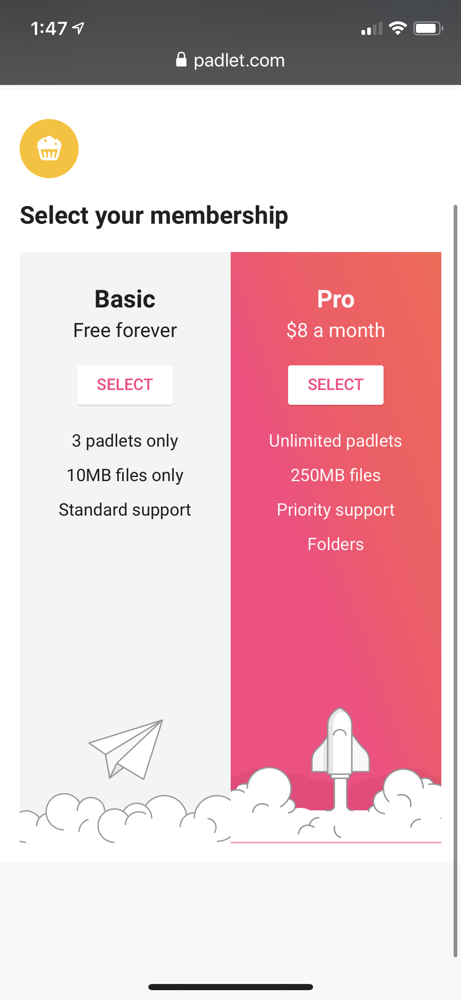 1:47
padlet.com
Select your membership
Basic
Free forever
SELECT
3 padlets only
10MB files only
Standard support
Pro
$8 a month
SELECT
Unlimited padlets
250MB files
Priority support
Folders